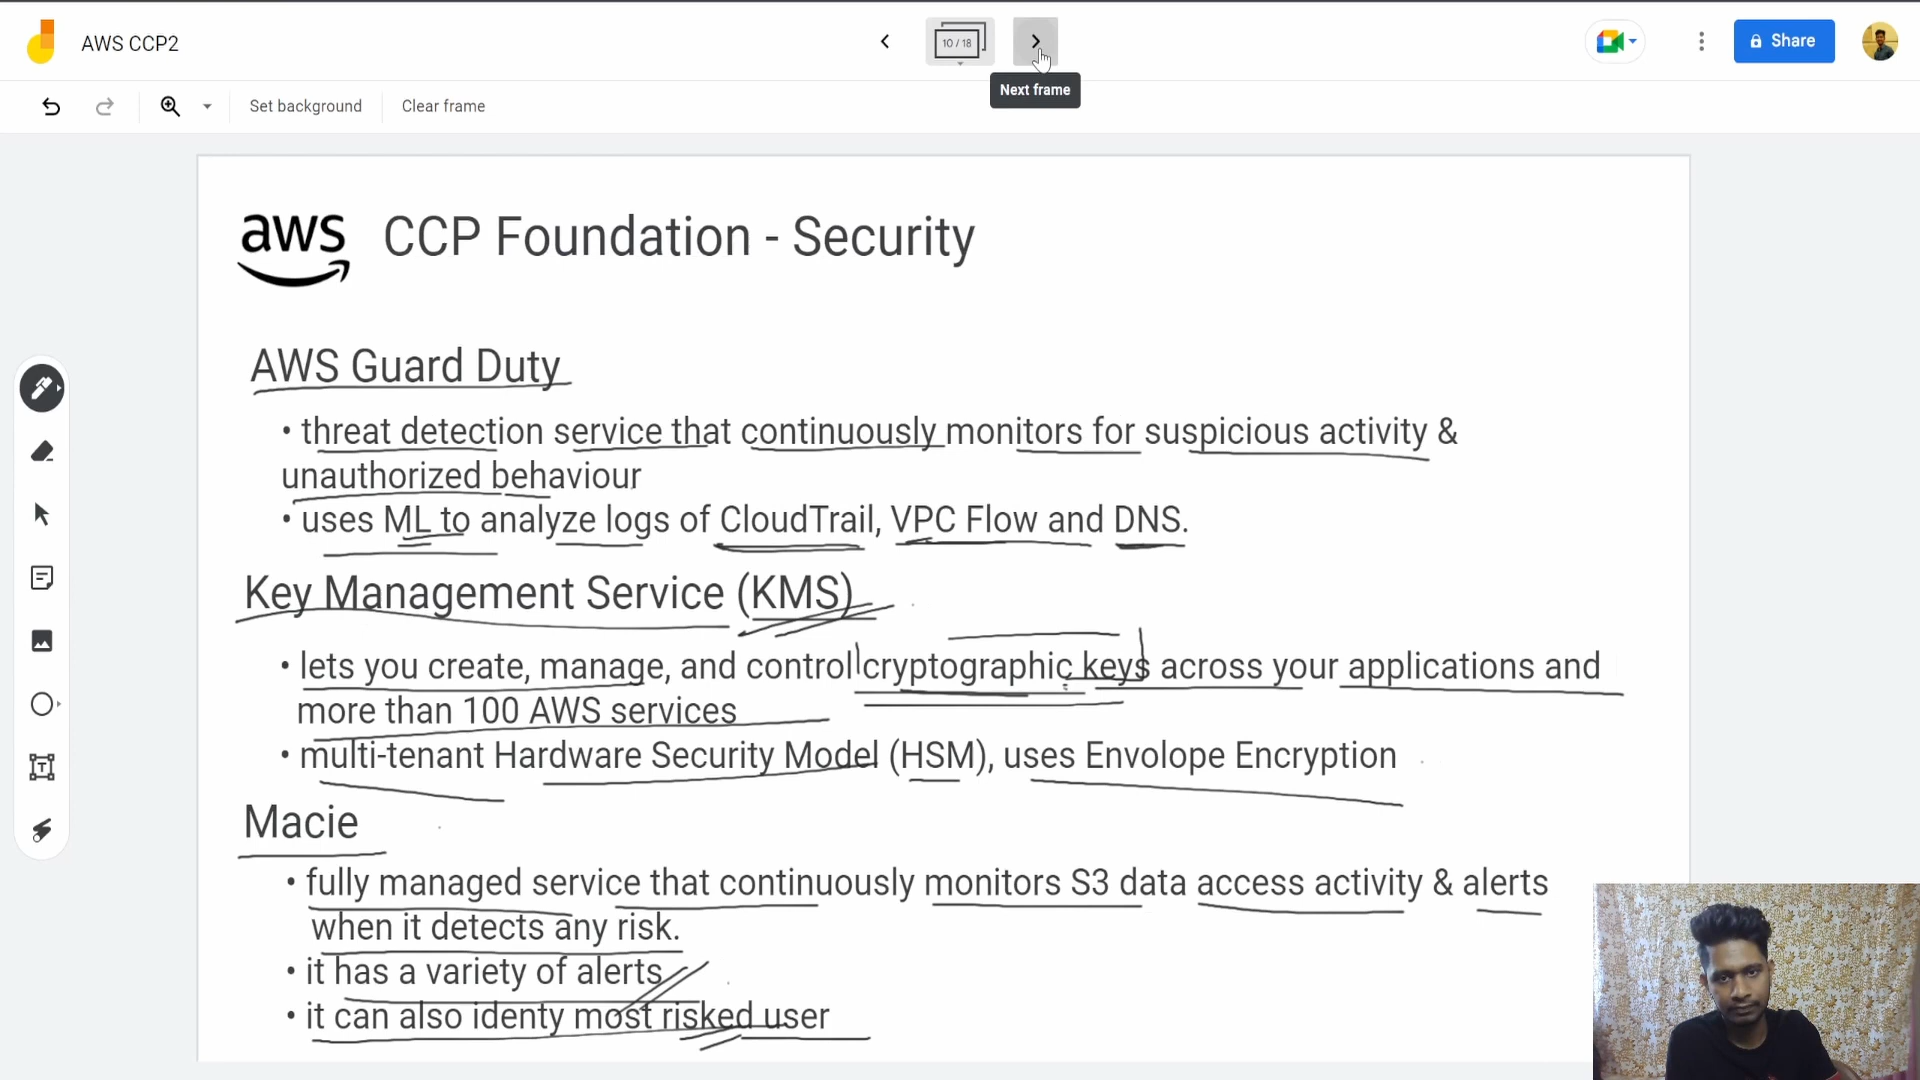 AWS CCP2
10 / 18
Share
Next frame
Set background
Clear frame
aws CCP Foundation - Security
AWS Guard Duty
• threat detection service that continuously monitors for suspicious activity &
unauthorized behaviour
• uses ML to analyze logs of CloudTrail, VPC Flow and DNS.
Key Management Service (KMS)
• lets you create, manage, and control cryptographic keys across your applications and
more than 100 AWS services
• multi-tenant Hardware Security Model (HSM), uses Envolope Encryption
Macie
• fully managed service that continuously monitors S3 data access activity & alerts
when it detects any risk.
• it has a variety of alerts
• it can also identy most risked user